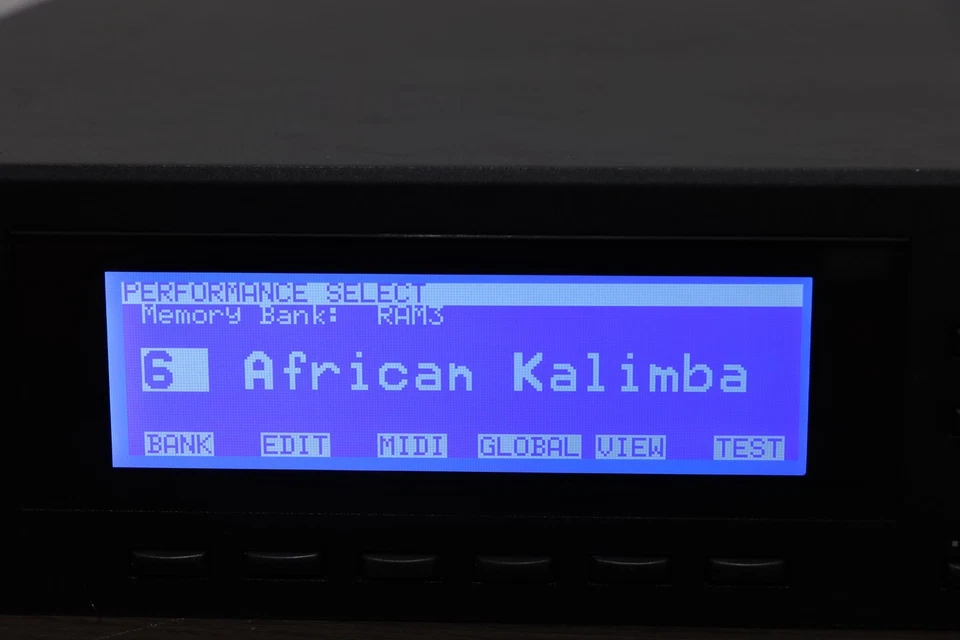 PERFORMANCE SELECT
Memory Bank: RAM3
6 African Kalimba
BANK EDIT MIDI GLOBAL VIEW TEST